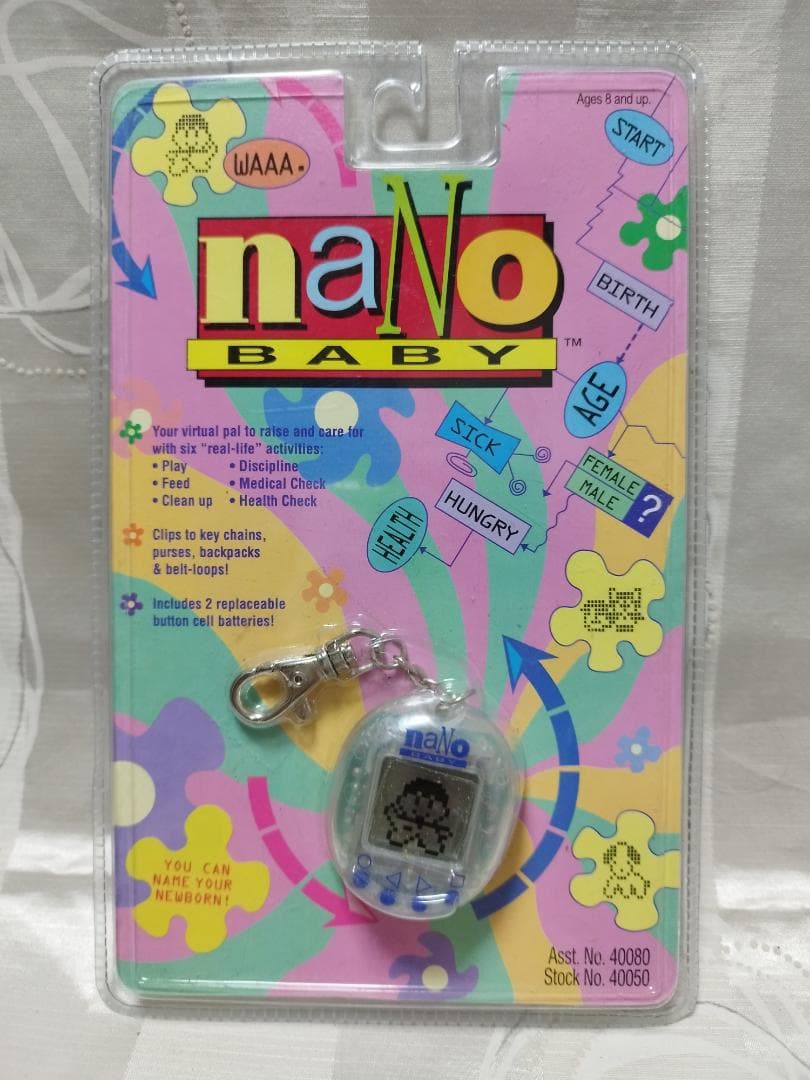 Ages 8 and up.
START
WAAA.
naNo
BABY
™
BIRTH
AGE
SICK
FEMALE
MALE
?
HUNGRY
HEALTH
Your virtual pal to raise and care for
with six “real-life” activities:
• Play • Discipline
• Feed • Medical Check
• Clean up • Health Check
Clips to key chains,
purses, backpacks
& belt-loops!
Includes 2 replaceable
button cell batteries!
naNo
BABY
YOU CAN
NAME YOUR
NEWBORN!
Asst. No. 40080
Stock No. 40050